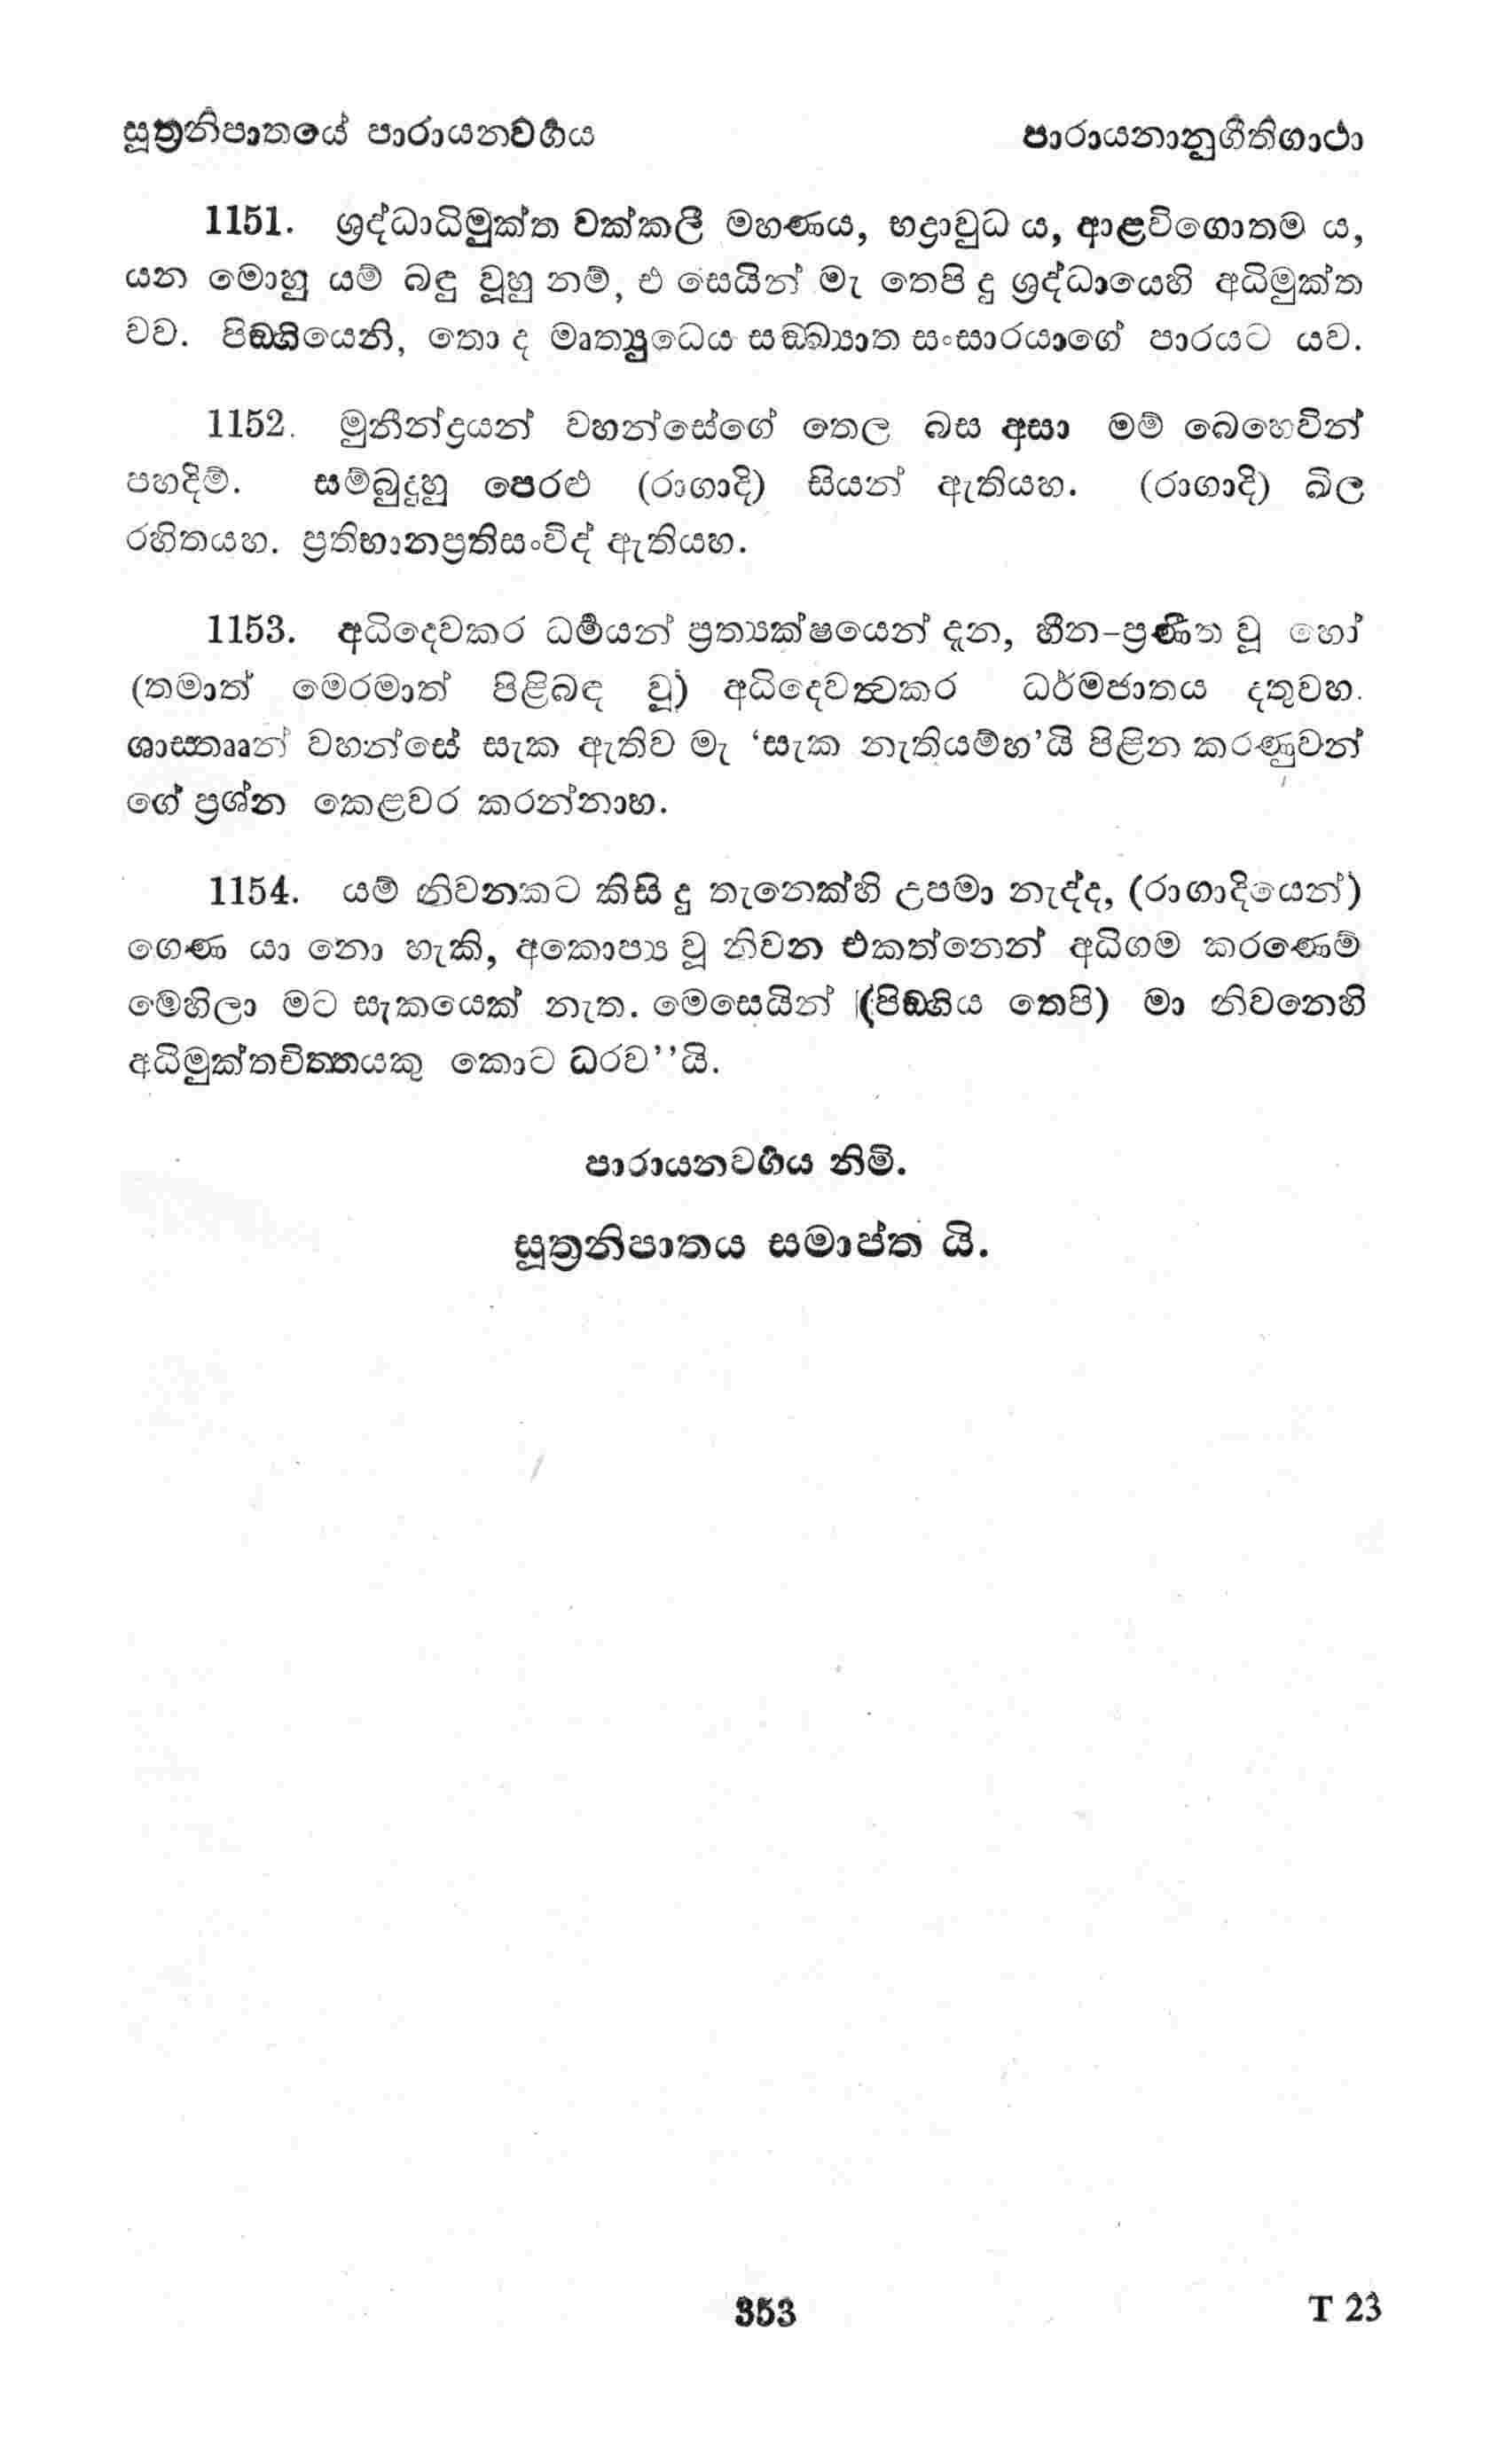 සූත්‍රනිපාතයේ පාරායනවර්‍ගය
පාරායනානුගීතිගාථා
1151. ශ්‍රද්ධාධිමුක්ත වක්කලී මහණය, භද්‍රාවුධ ය, ආළවිගොතම ය,
යන මොහු යම් බඳු වූහු නම්, එ සෙයින් මැ තෙපි දු ශ්‍රද්ධායෙහි අධිමුක්ත
වව. පිඞ්ගියෙනි, තො ද මෘත්‍යුධෙය සඞ්ඛ්‍යාත සංසාරයාගේ පාරයට යව.
1152. මුනීන්ද්‍රයන් වහන්සේගේ තෙල බස අසා මම් බෙහෙවින්
පහදිම්. සම්බුදුහු පෙරළු (රාගාදි) සියන් ඇතියහ. (රාගාදි) ඛිල
රහිතයහ. ප්‍රතිභානප්‍රතිසංවිද් ඇතියහ.
1153. අධිදෙවකර ධර්‍මයන් ප්‍රත්‍යක්ෂයෙන් දැන, හීන-ප්‍රණීත වූ හෝ
(තමාත් මෙරමාත් පිළිබඳ වූ) අධිදෙවත්‍වකර ධර්මජාතය දතුවහ.
ශාස්තෲන් වහන්සේ සැක ඇතිව මැ ‘සැක නැතියම්හ’යි පිළින කරණුවන්
ගේ ප්‍රශ්න කෙළවර කරන්නාහ.
1154. යම් නිවනකට කිසි දු තැනෙක්හි උපමා නැද්ද, (රාගාදියෙන්)
ගෙණ යා නො හැකි, අකොප්‍ය වූ නිවන එකත්නෙන් අධිගම කරණෙම්
මෙහිලා මට සැකයෙක් නැත. මෙසෙයින් (පිඞ්ගිය තෙපි) මා නිවනෙහි
අධිමුක්තචිත්තයකු කොට ධරව’’යි.
පාරායනවර්‍ගය නිමි.
සූත්‍රනිපාතය සමාප්ත යි.
353
T 23